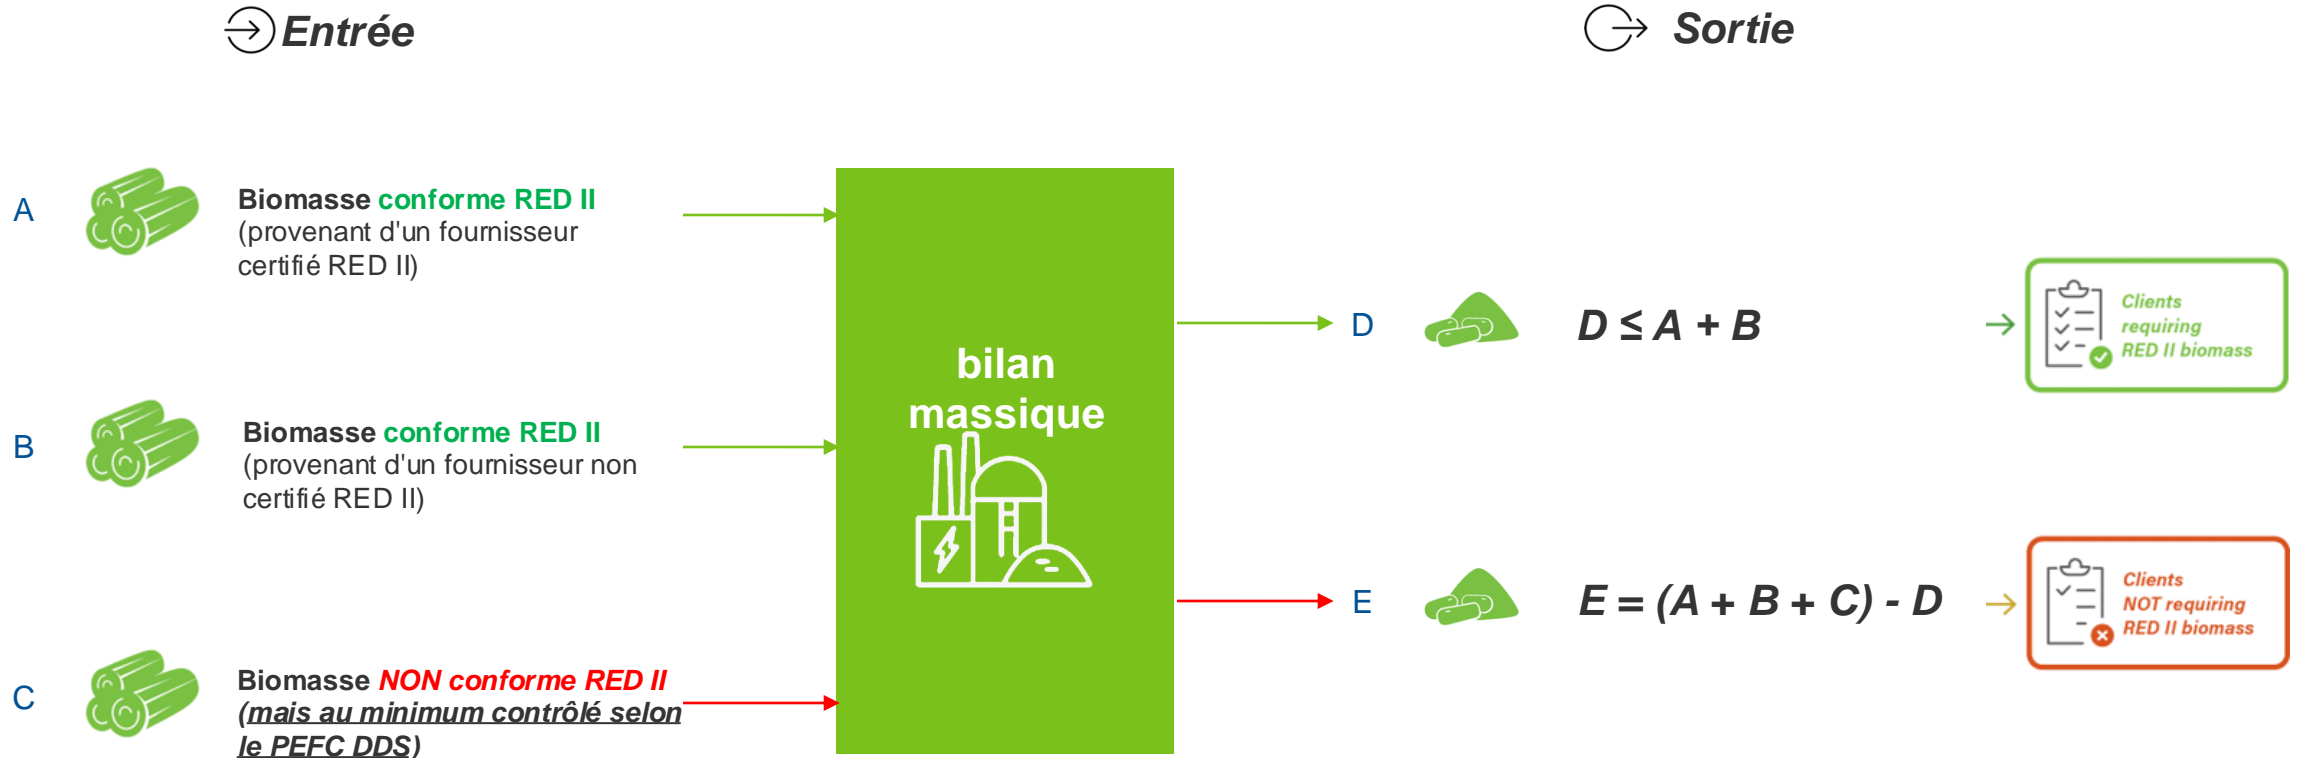 Entrée
Sortie
A
Biomasse conforme RED II
(provenant d'un fournisseur
certifié RED II)
B
Biomasse conforme RED II
(provenant d'un fournisseur non
certifié RED II)
C
Biomasse NON conforme RED II
(mais au minimum contrôlé selon
le PEFC DDS)
bilan
massique
D
D ≤ A + B
Clients
requiring
RED II biomass
E
E = (A + B + C) - D
Clients
NOT requiring
RED II biomass